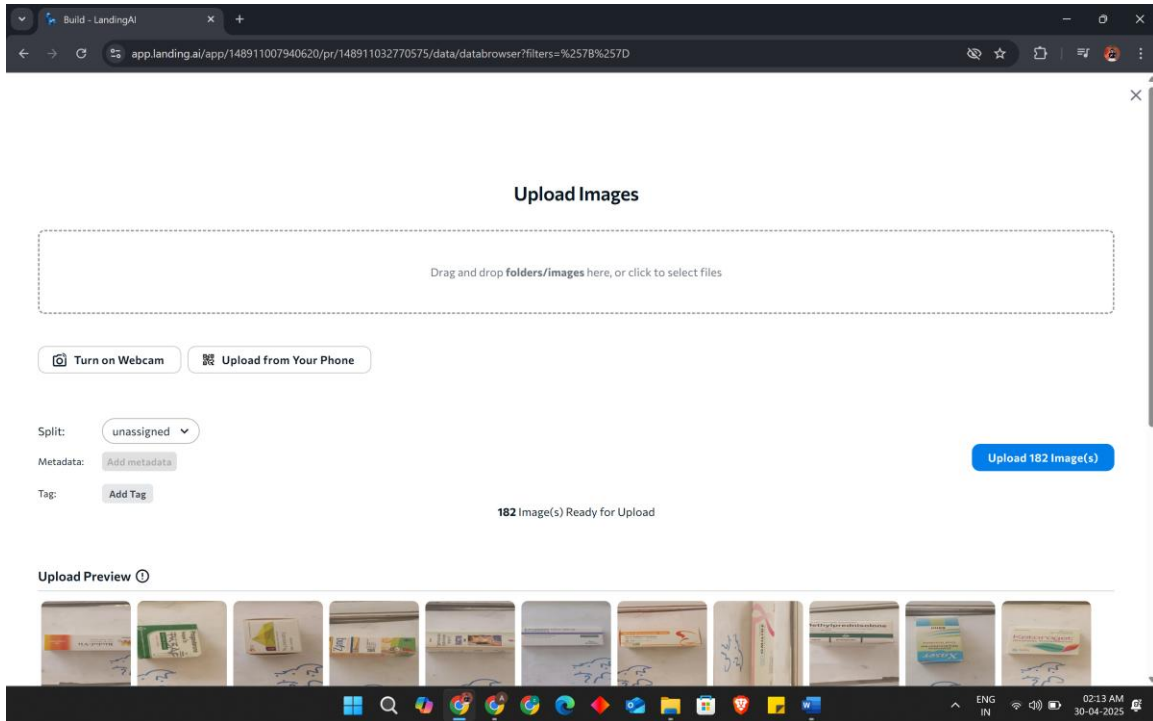 Build - LandingAI
app.landing.ai/app/148911007940620/pr/148911032770575/data/databrowser?filters=%257B%257D
Upload Images
Drag and drop folders/images here, or click to select files
Turn on Webcam
Upload from Your Phone
Split:
unassigned
Metadata:
Add metadata
Upload 182 Image(s)
Tag:
Add Tag
182 Image(s) Ready for Upload
Upload Preview
Methylprednisolone
ENG
IN
02:13 AM
30-04-2025